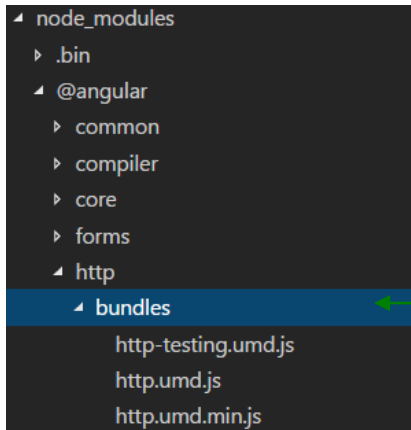 node_modules
.bin
@angular
common
compiler
core
forms
http
bundles
http-testing.umd.js
http.umd.js
http.umd.min.js